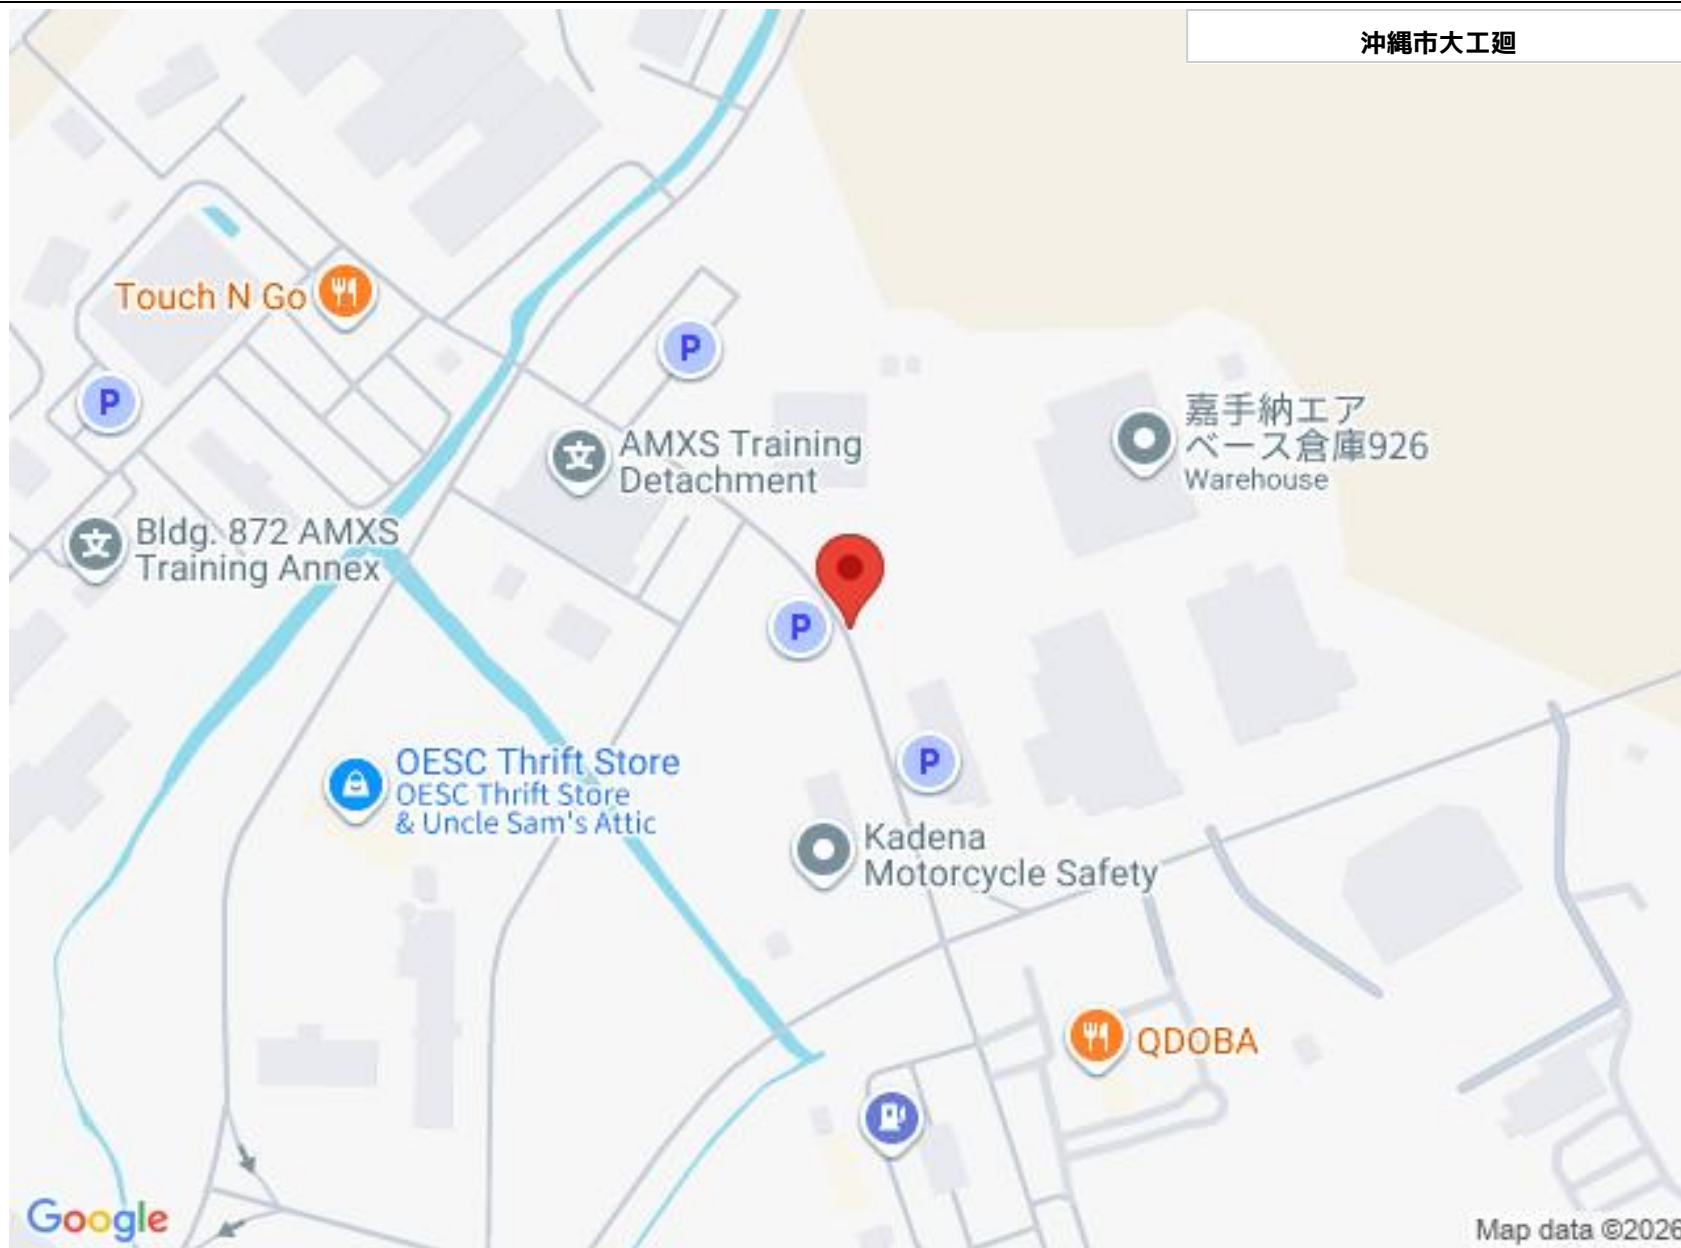 沖縄市大工廻
Touch N Go
P
P
嘉手納エア
ベース倉庫926
Warehouse
AMXS Training
Detachment
文
Bldg. 872 AMXS
Training Annex
文
P
OESC Thrift Store
OESC Thrift Store
& Uncle Sam's Attic
P
Kadena
Motorcycle Safety
QDOBA
Google
Map data ©2026